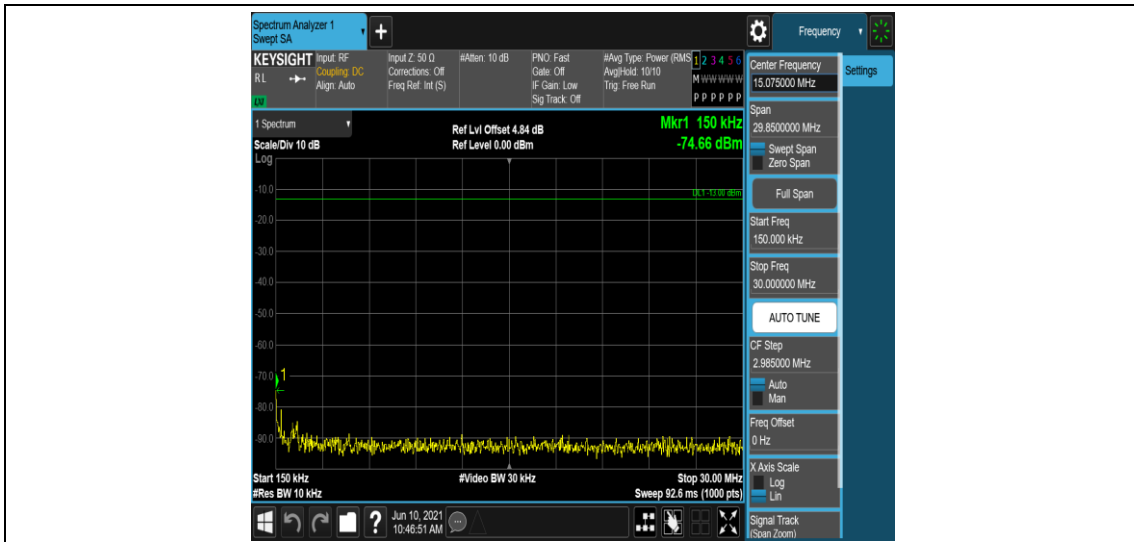 Spectrum Analyzer 1
Swept SA
+
Frequency
KEYSIGHT
RL
LXI
Input: RF
Coupling: DC
Align: Auto
Input Z: 50 Ω
Corrections: Off
Freq Ref: Int (S)
#Atten: 10 dB
PNO: Fast
Gate: Off
IF Gain: Low
Sig Track: Off
#Avg Type: Power (RMS
Avg|Hold: 10/10
Trig: Free Run
1 2 3 4 5 6
M W W W W W
P P P P P P
1 Spectrum
Scale/Div 10 dB
Ref Lvl Offset 4.84 dB
Ref Level 0.00 dBm
Mkr1 150 kHz
-74.66 dBm
Log
DL1 -13.00 dBm
-10.0
-20.0
-30.0
-40.0
-50.0
-60.0
-70.0
1
-80.0
-90.0
Start 150 kHz
#Video BW 30 kHz
Stop 30.00 MHz
#Res BW 10 kHz
Sweep 92.6 ms (1000 pts)
?
Jun 10, 2021
10:46:51 AM
Center Frequency
15.075000 MHz
Settings
Span
29.8500000 MHz
Swept Span
Zero Span
Full Span
Start Freq
150.000 kHz
Stop Freq
30.000000 MHz
AUTO TUNE
CF Step
2.985000 MHz
Auto
Man
Freq Offset
0 Hz
X Axis Scale
Log
Lin
Signal Track
(Span Zoom)